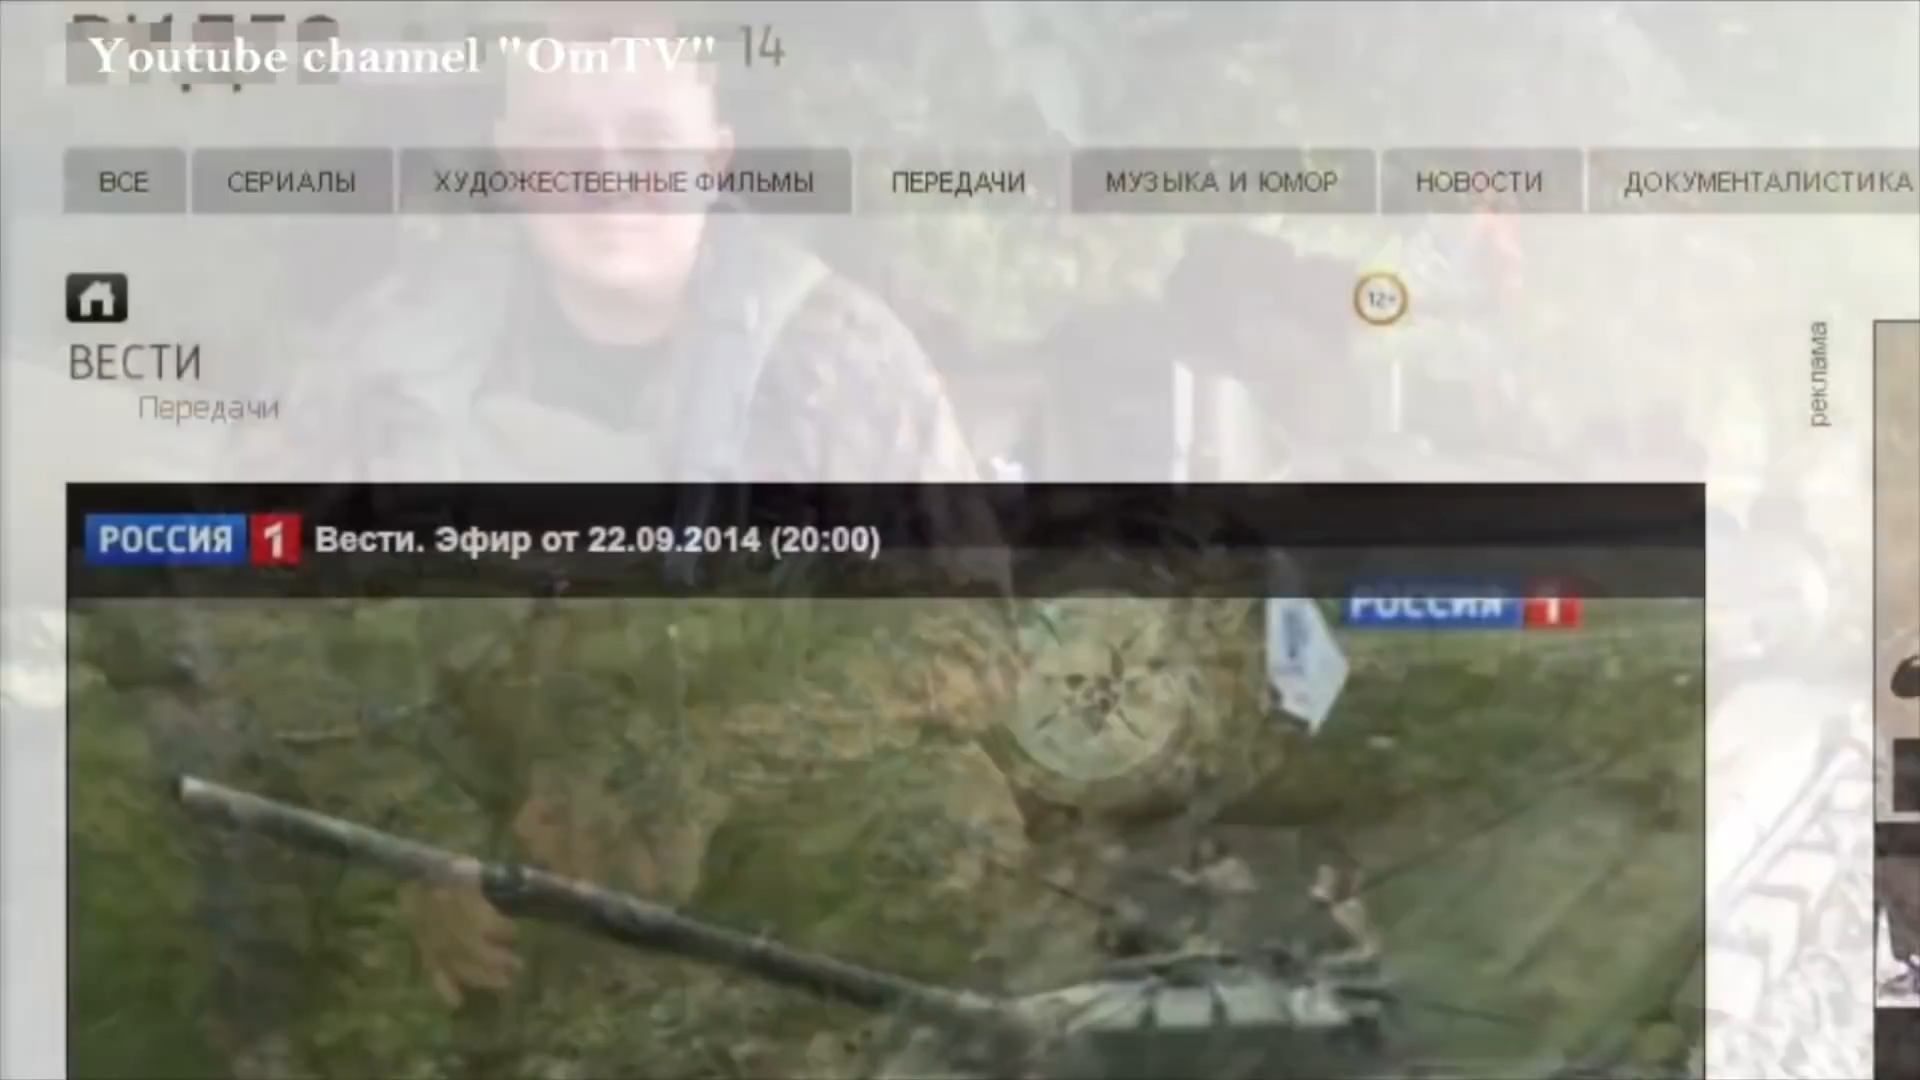 Youtube channel "OmTV"
14
ВСЕ
СЕРИАЛЫ
ХУДОЖЕСТВЕННЫЕ ФИЛЬМЫ
ПЕРЕДАЧИ
МУЗЫКА И ЮМОР
НОВОСТИ
ДОКУМЕНТАЛИСТИКА
12+
ВЕСТИ
Передачи
реклама
РОССИЯ 1 Вести. Эфир от 22.09.2014 (20:00)
РОССИЯ 1